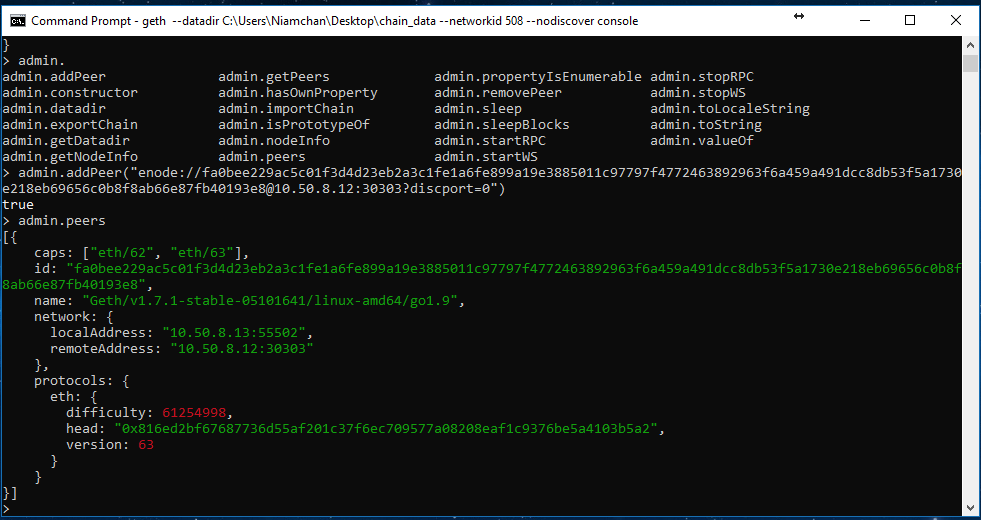 Command Prompt - geth --datadir C:\Users\Niamchan\Desktop\chain_data --networkid 508 --nodiscover console
}
> admin.
admin.addPeer admin.getPeers admin.propertyIsEnumerable admin.stopRPC
admin.constructor admin.hasOwnProperty admin.removePeer admin.stopWS
admin.datadir admin.importChain admin.sleep admin.toLocaleString
admin.exportChain admin.isPrototypeOf admin.sleepBlocks admin.toString
admin.getDatadir admin.nodeInfo admin.startRPC admin.valueOf
admin.getNodeInfo admin.peers admin.startWS
> admin.addPeer("enode://fa0bee229ac5c01f3d4d23eb2a3c1fe1a6fe899a19e3885011c97797f4772463892963f6a459a491dcc8db53f5a1730
e218eb69656c0b8f8ab66e87fb40193e8@10.50.8.12:30303?discport=0")
true
> admin.peers
[{
caps: ["eth/62", "eth/63"],
id: "fa0bee229ac5c01f3d4d23eb2a3c1fe1a6fe899a19e3885011c97797f4772463892963f6a459a491dcc8db53f5a1730e218eb69656c0b8f
8ab66e87fb40193e8",
name: "Geth/v1.7.1-stable-05101641/linux-amd64/go1.9",
network: {
localAddress: "10.50.8.13:55502",
remoteAddress: "10.50.8.12:30303"
},
protocols: {
eth: {
difficulty: 61254998,
head: "0x816ed2bf67687736d55af201c37f6ec709577a08208eaf1c9376be5a4103b5a2",
version: 63
}
}
}]
>